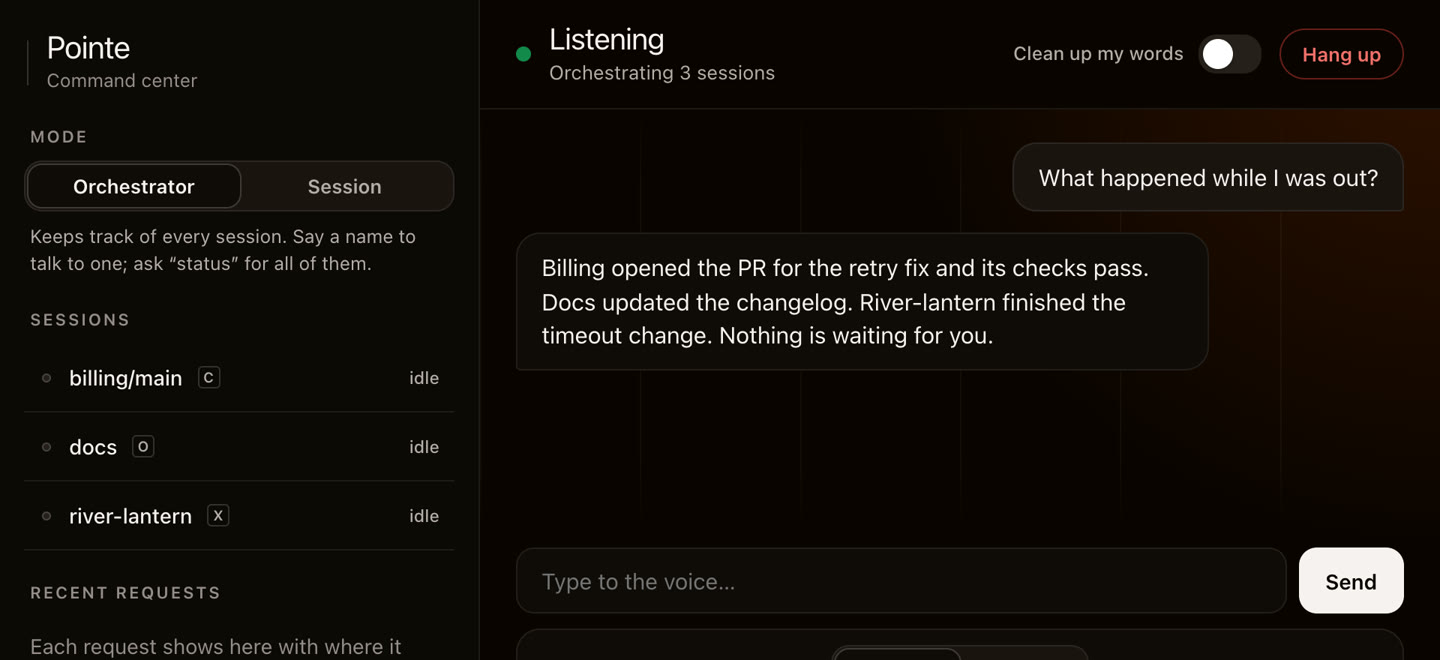 Pointe
Command center
MODE
Orchestrator
Session
Keeps track of every session. Say a name to
talk to one; ask “status” for all of them.
SESSIONS
billing/main C idle
docs O idle
river-lantern X idle
RECENT REQUESTS
Each request shows here with where it
Listening
Orchestrating 3 sessions
Clean up my words
Hang up
What happened while I was out?
Billing opened the PR for the retry fix and its checks pass.
Docs updated the changelog. River-lantern finished the
timeout change. Nothing is waiting for you.
Type to the voice...
Send